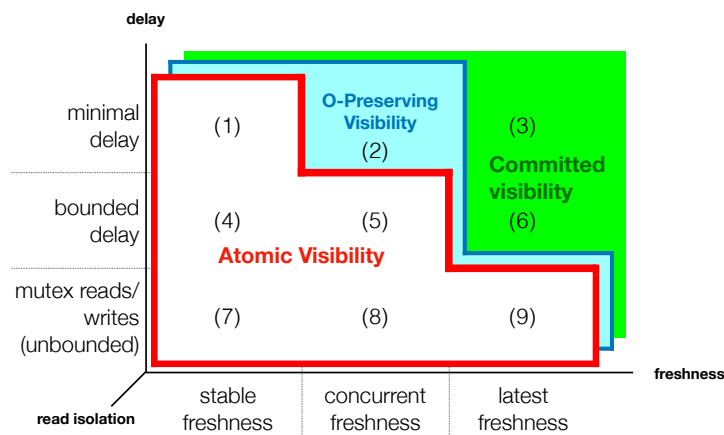 delay
minimal
delay
(1)
O-Preserving
Visibility
(2)
(3)
Committed
visibility
bounded
delay
(4)
(5)
(6)
Atomic Visibility
mutex reads/
writes
(unbounded)
(7)
(8)
(9)
freshness
read isolation
stable
freshness
concurrent
freshness
latest
freshness